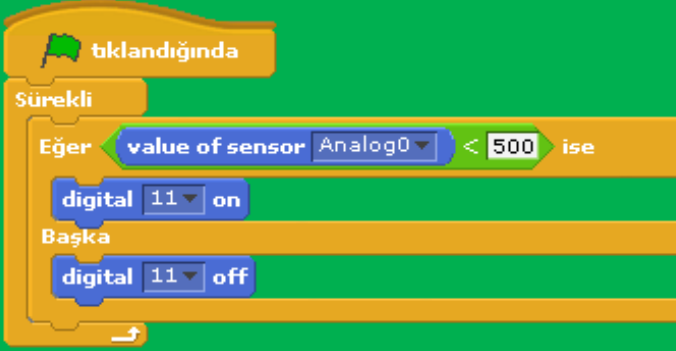 tıklandığında
Sürekli
Eğer value of sensor Analog0 < 500 ise
digital 11 on
Başka
digital 11 off